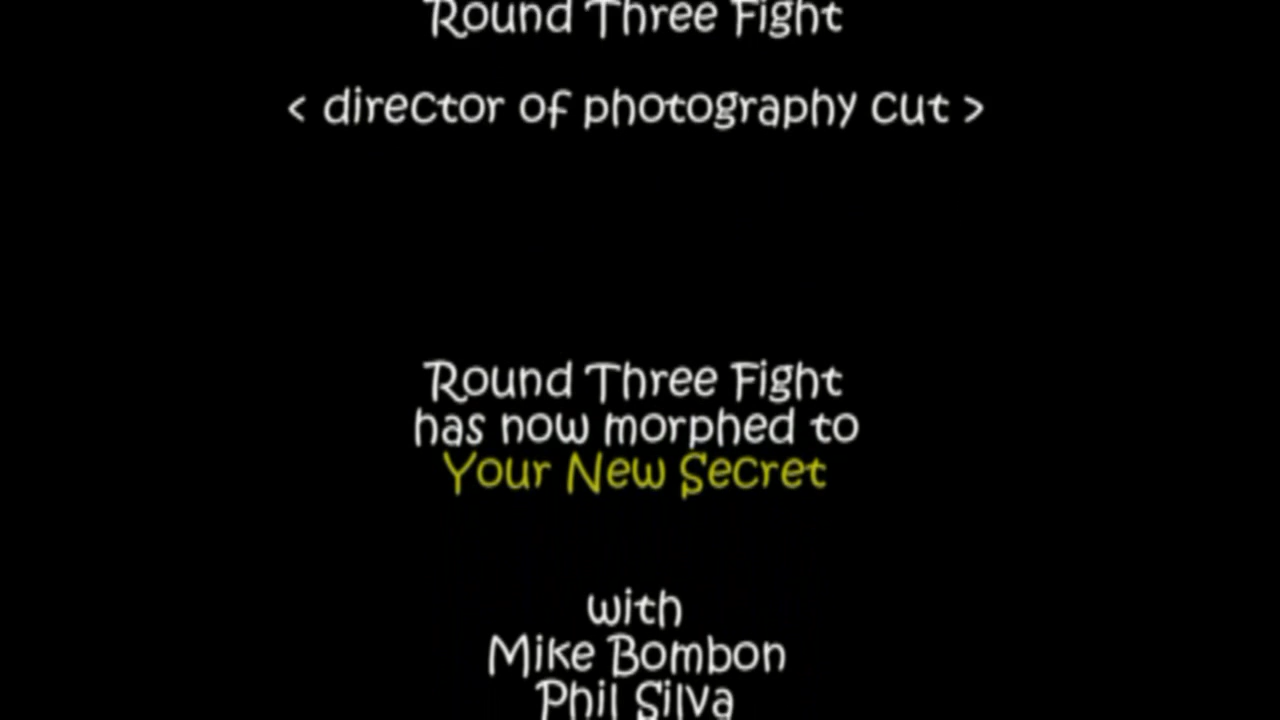 Round Three Fight
< director of photography cut >
Round Three Fight
has now morphed to
Your New Secret
with
Mike Bombon
Phil Silva